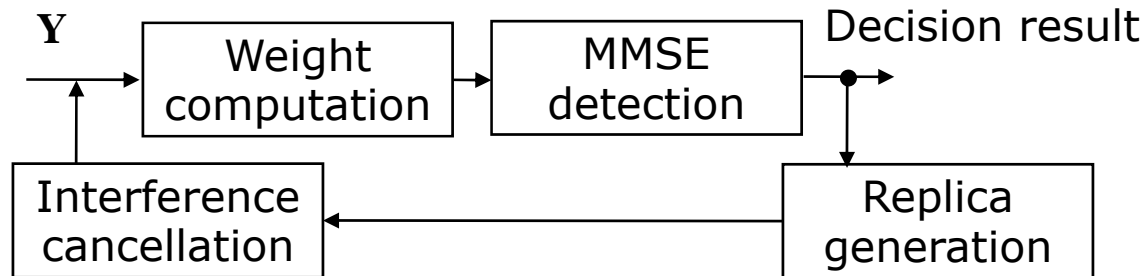 Y
Decision result
Weight
computation
MMSE
detection
Interference
cancellation
Replica
generation